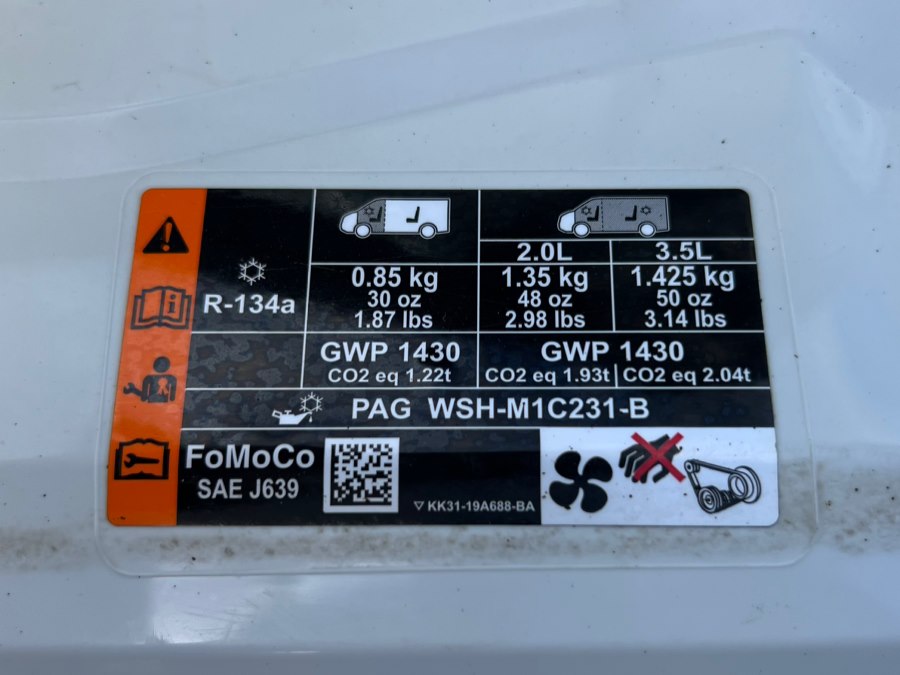 2.0L 3.5L
R-134a
0.85 kg 1.35 kg 1.425 kg
30 oz 48 oz 50 oz
1.87 lbs 2.98 lbs 3.14 lbs
GWP 1430 GWP 1430
CO2 eq 1.22t CO2 eq 1.93t CO2 eq 2.04t
PAG WSH-M1C231-B
FoMoCo
SAE J639
KK31-19A688-BA